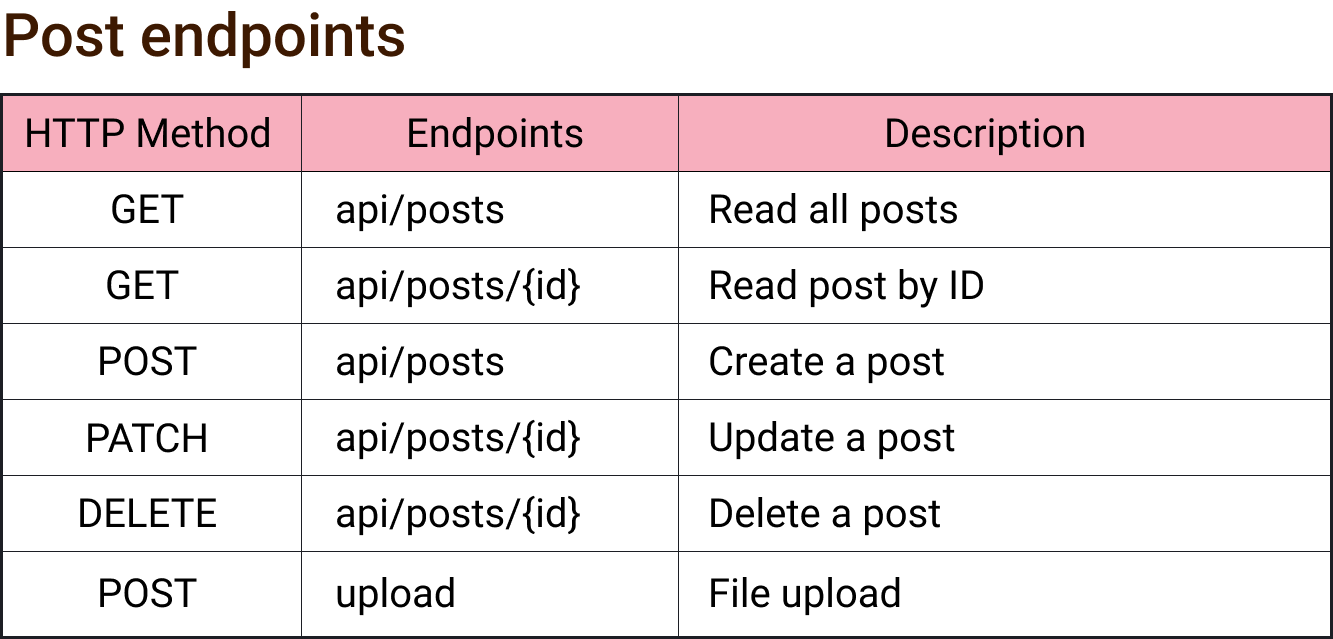 Post endpoints
HTTP Method Endpoints Description
GET api/posts Read all posts
GET api/posts/{id} Read post by ID
POST api/posts Create a post
PATCH api/posts/{id} Update a post
DELETE api/posts/{id} Delete a post
POST upload File upload